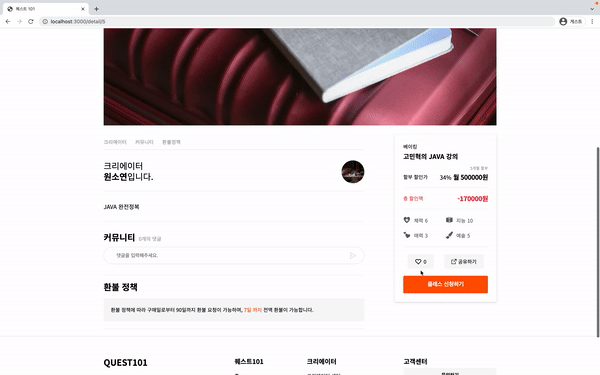 퀘스트 101
localhost:3000/detail/5
게스트
크리에이터 커뮤니티 환불정책
크리에이터
원소연입니다.
JAVA 완전정복
커뮤니티 0개의 댓글
댓글을 입력해주세요.
환불 정책
환불 정책에 따라 구매일로부터 90일까지 환불 요청이 가능하며, 7일 까지 전액 환불이 가능합니다.
베이킹
고민혁의 JAVA 강의
5개월 할부
할부 할인가 34% 월 500000원
총 할인액 -170000원
체력 6 지능 10
매력 3 예술 5
0 공유하기
클래스 신청하기
QUEST101 퀘스트101 크리에이터 고객센터